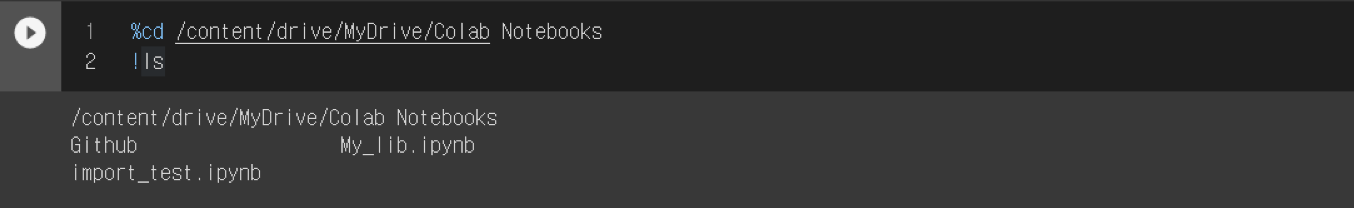 1 %cd /content/drive/MyDrive/Colab Notebooks
2 !ls
/content/drive/MyDrive/Colab Notebooks
Github My_lib.ipynb
import_test.ipynb